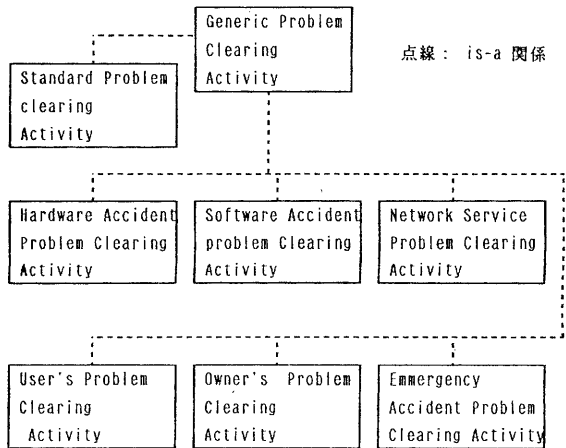 Generic Problem
Clearing
Activity
点線： is-a 関係
Standard Problem
clearing
Activity
Hardware Accident
Problem Clearing
Activity
Software Accident
problem Clearing
Activity
Network Service
Problem Clearing
Activity
User's Problem
Clearing
Activity
Owner's Problem
Clearing
Activity
Emmergency
Accident Problem
Clearing Activity